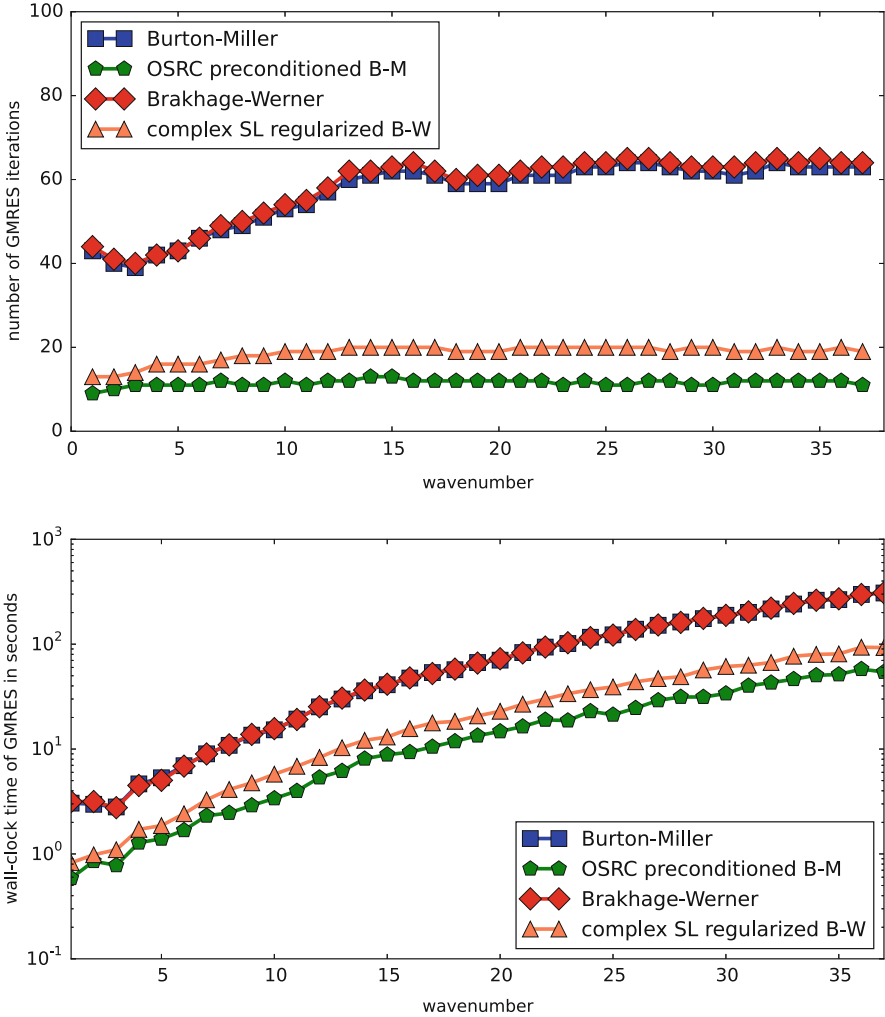 100
80
60
40
20
0
number of GMRES iterations
Burton-Miller
OSRC preconditioned B-M
Brakhage-Werner
complex SL regularized B-W
0 5 10 15 20 25 30 35
wavenumber
10^3
10^2
10^1
10^0
10^-1
wall-clock time of GMRES in seconds
Burton-Miller
OSRC preconditioned B-M
Brakhage-Werner
complex SL regularized B-W
5 10 15 20 25 30 35
wavenumber